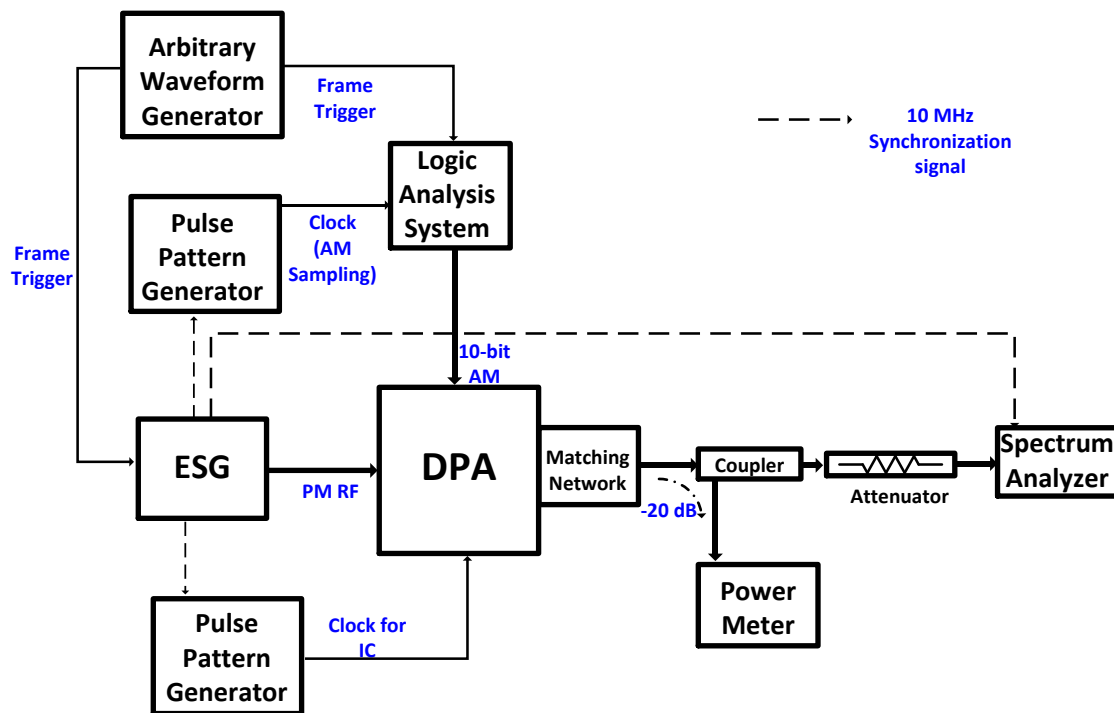 Arbitrary
Waveform
Generator
Frame
Trigger
10 MHz
Synchronization
signal
Logic
Analysis
System
Pulse
Pattern
Generator
Clock
(AM
Sampling)
Frame
Trigger
10-bit
AM
ESG
PM RF
DPA
Matching
Network
-20 dB
Coupler
Attenuator
Spectrum
Analyzer
Power
Meter
Pulse
Pattern
Generator
Clock for
IC